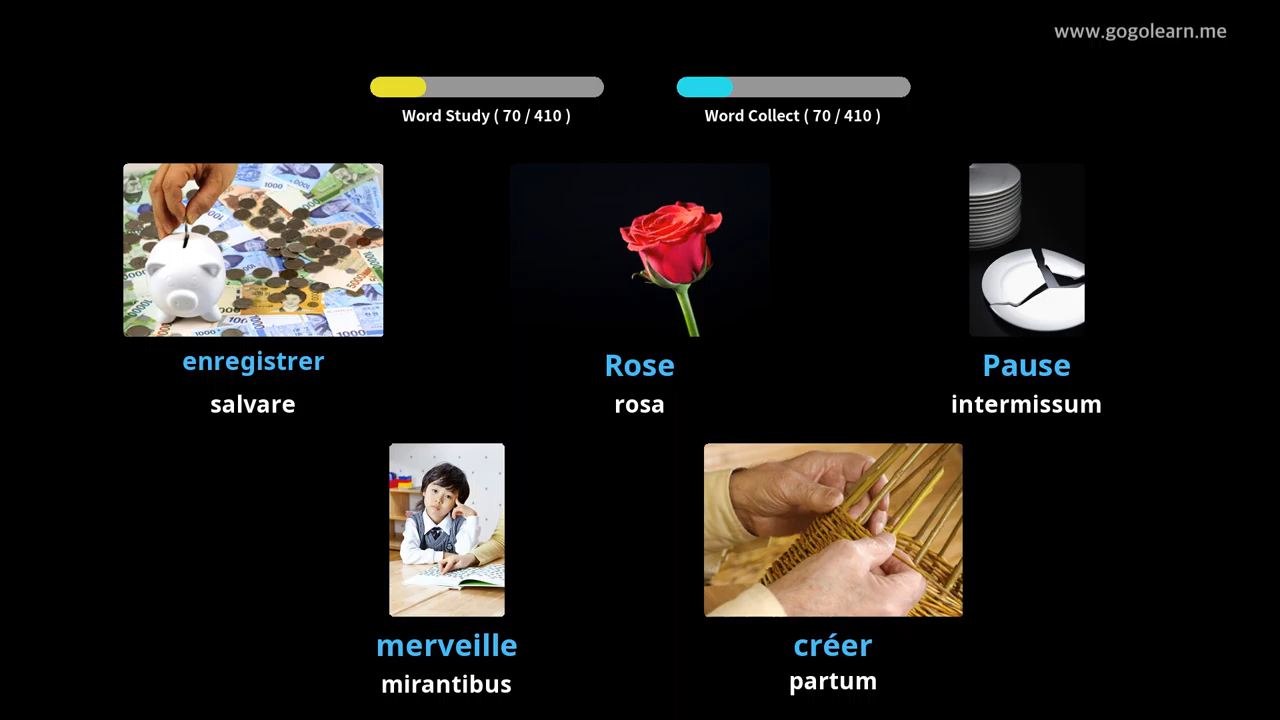 www.gogolearn.me
Word Study ( 70 / 410 )
Word Collect ( 70 / 410 )
enregistrer
salvare
Rose
rosa
Pause
intermissum
merveille
mirantibus
créer
partum